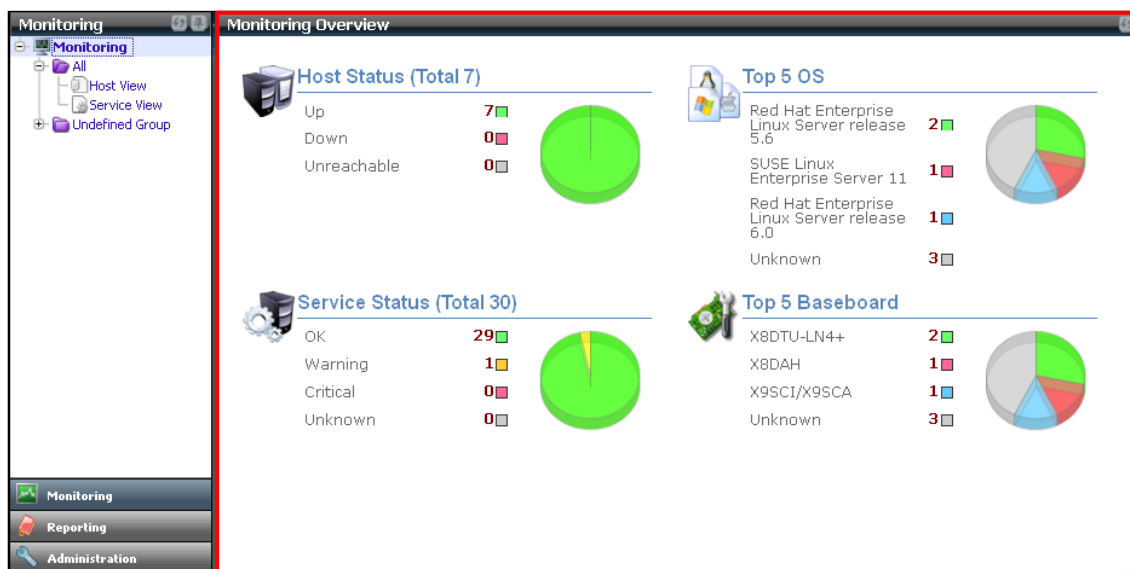 Monitoring
Monitoring
All
Host View
Service View
Undefined Group
Monitoring
Reporting
Administration
Monitoring Overview
Host Status (Total 7)
Up 7
Down 0
Unreachable 0
Top 5 OS
Red Hat Enterprise
Linux Server release 2
5.6
SUSE Linux
Enterprise Server 11 1
Red Hat Enterprise
Linux Server release 1
6.0
Unknown 3
Service Status (Total 30)
OK 29
Warning 1
Critical 0
Unknown 0
Top 5 Baseboard
X8DTU-LN4+ 2
X8DAH 1
X9SCI/X9SCA 1
Unknown 3